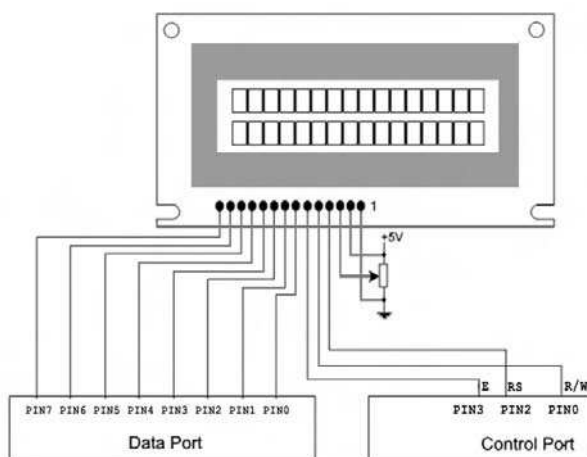 1
+5V
E RS R/W
PIN7 PIN6 PIN5 PIN4 PIN3 PIN2 PIN1 PIN0
PIN3 PIN2 PIN0
Data Port
Control Port